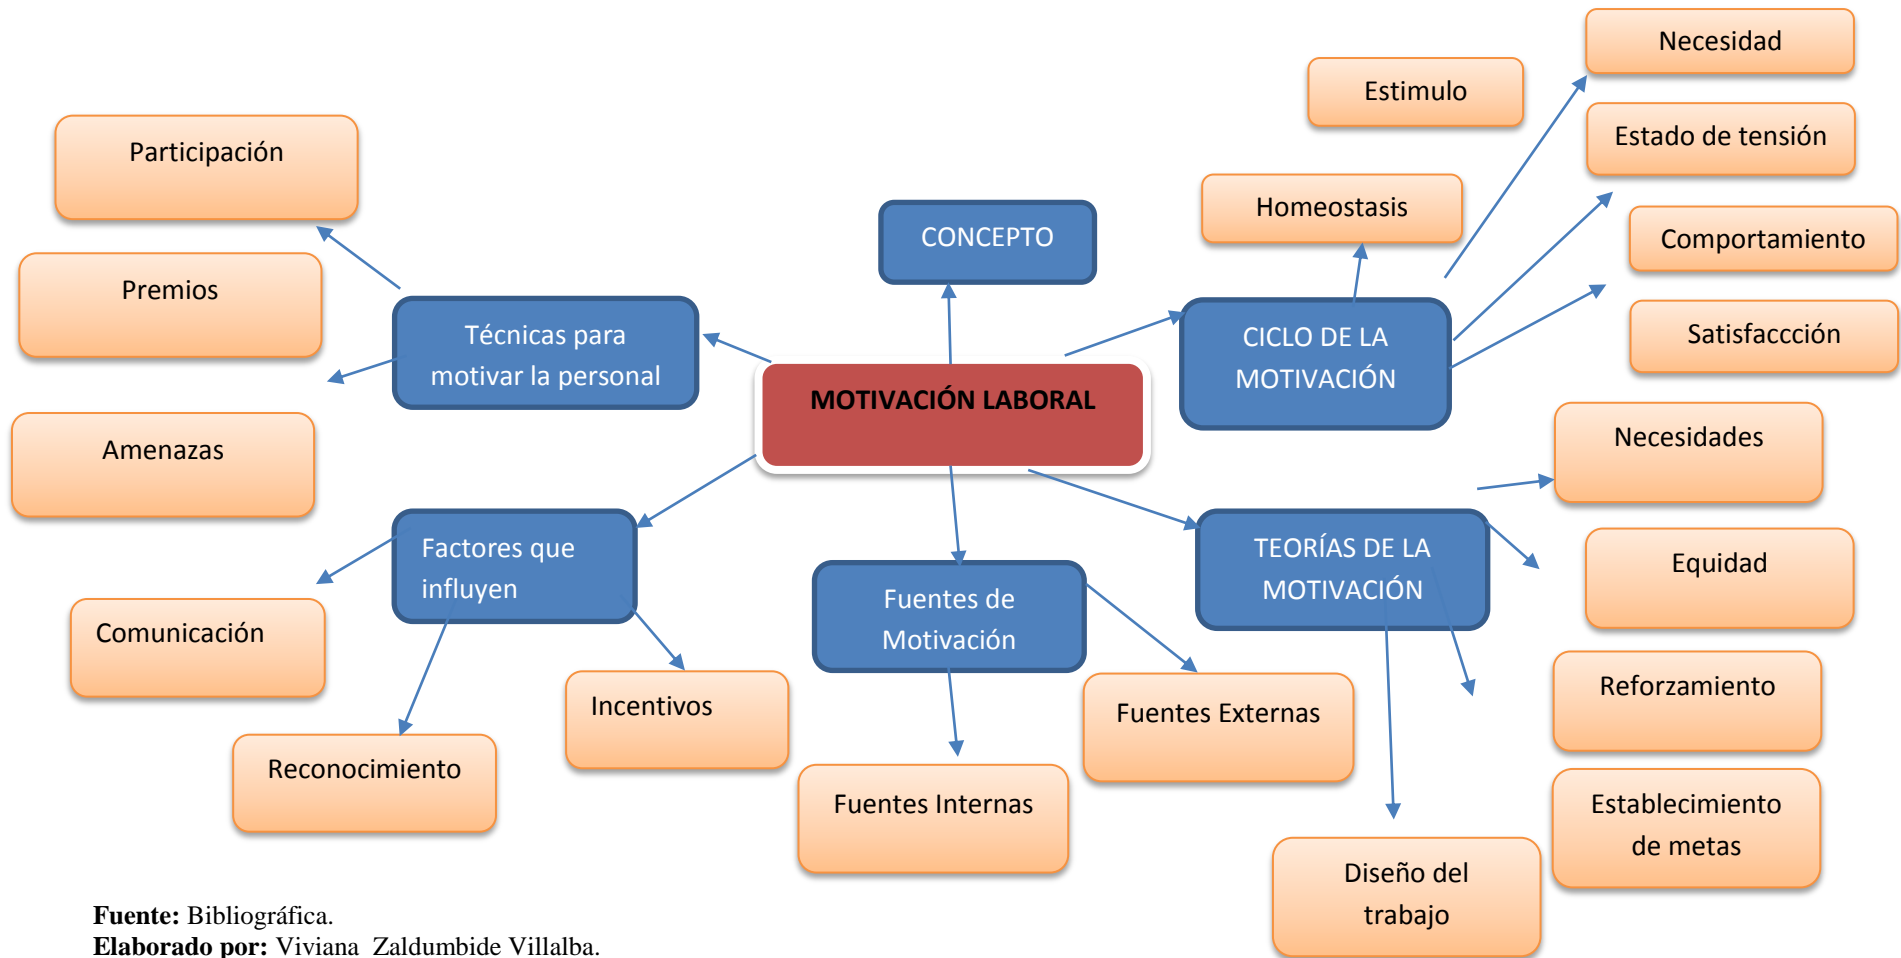 Necesidad
Estimulo
Estado de tensión
Participación
Homeostasis
Comportamiento
CONCEPTO
Premios
Satisfaccción
Técnicas para
motivar la personal
CICLO DE LA
MOTIVACIÓN
MOTIVACIÓN LABORAL
Amenazas
Necesidades
Factores que
influyen
TEORÍAS DE LA
MOTIVACIÓN
Equidad
Fuentes de
Motivación
Comunicación
Reforzamiento
Incentivos
Fuentes Externas
Reconocimiento
Fuentes Internas
Establecimiento
de metas
Diseño del
trabajo
Fuente: Bibliográfica.
Elaborado por: Viviana  Zaldumbide Villalba.